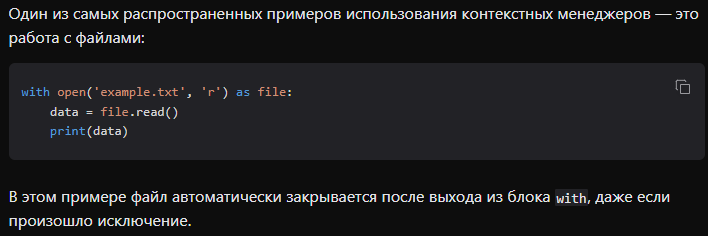 Один из самых распространенных примеров использования контекстных менеджеров — это
работа с файлами:
with open('example.txt', 'r') as file:
    data = file.read()
    print(data)
В этом примере файл автоматически закрывается после выхода из блока with, даже если
произошло исключение.